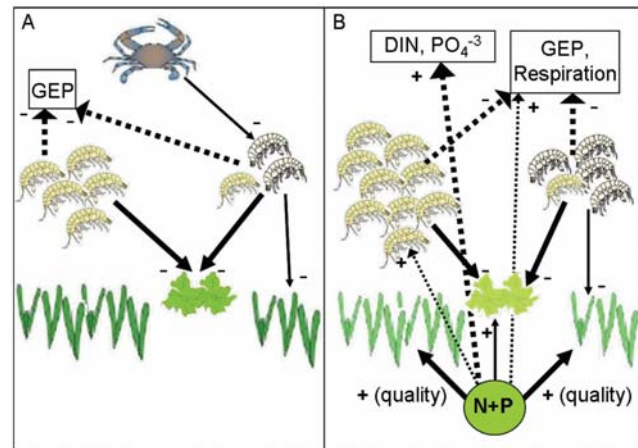 A
GEP
-
-
-
-
-
-
B
DIN, PO₄⁻³
GEP,
Respiration
+
-
+
-
+
-
-
-
+
+ (quality)
N+P
+ (quality)